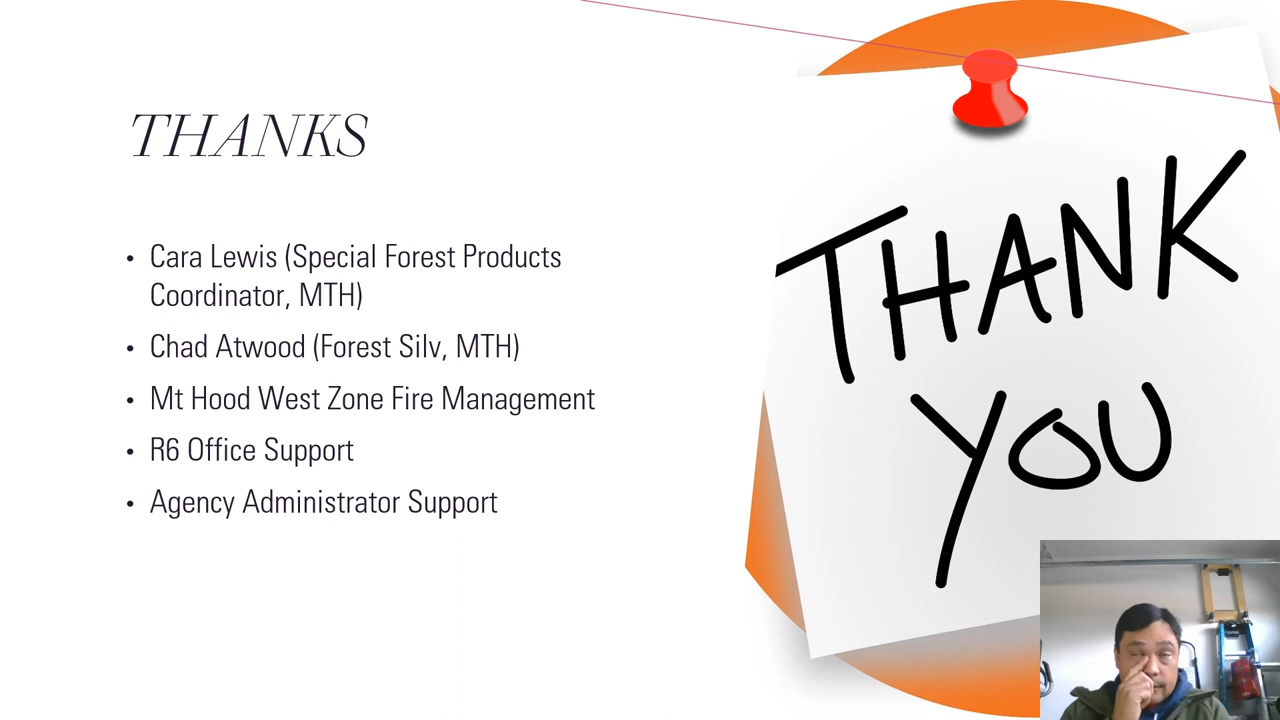 THANKS
• Cara Lewis (Special Forest Products
Coordinator, MTH)
• Chad Atwood (Forest Silv, MTH)
• Mt Hood West Zone Fire Management
• R6 Office Support
• Agency Administrator Support
THANK
YOU